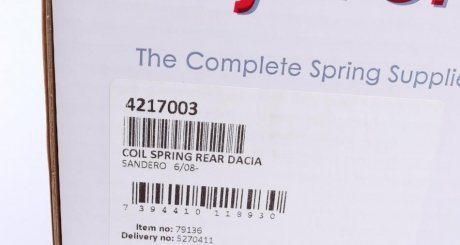 The Complete Spring
4217003
COIL SPRING REAR DACIA
SANDERO 6/08-
7 394410 118930
Item no: 79136
Delivery no: 5270411